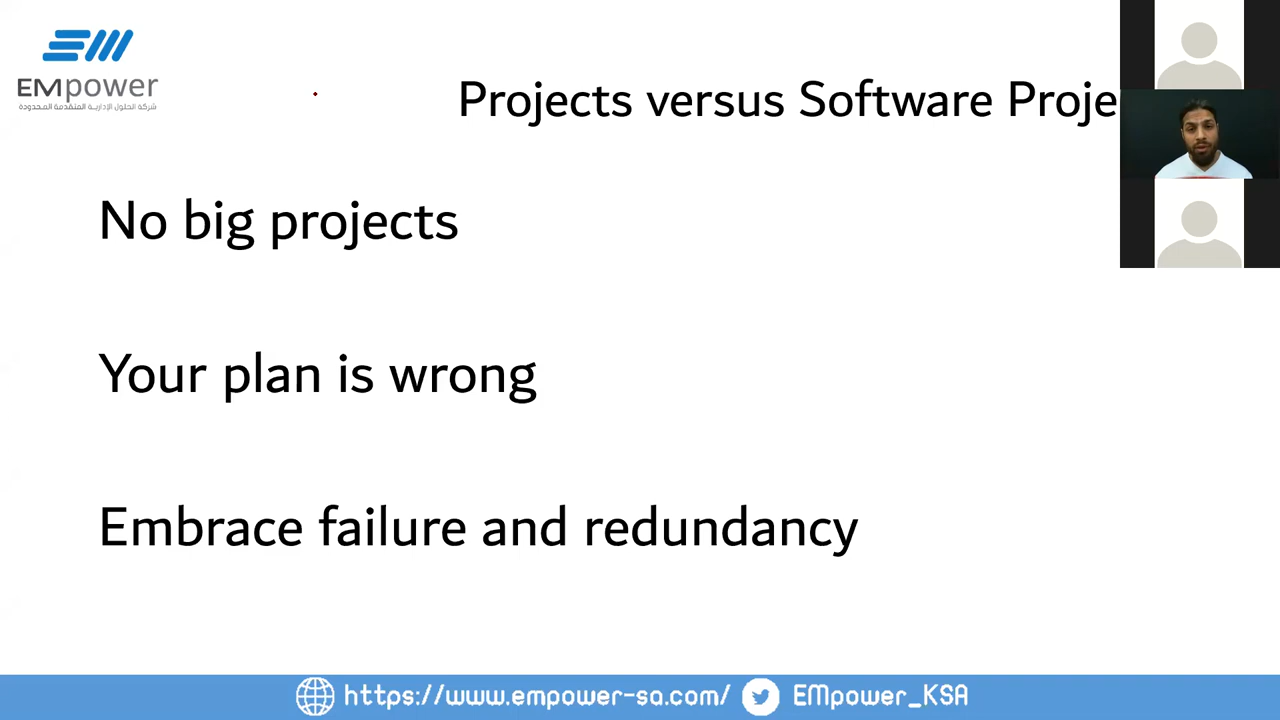 EMpower
شركة الحلول الإدارية المتقدمة المحدودة
Projects versus Software Proje
No big projects
Your plan is wrong
Embrace failure and redundancy
https://www.empower-sa.com/ EMpower_KSA